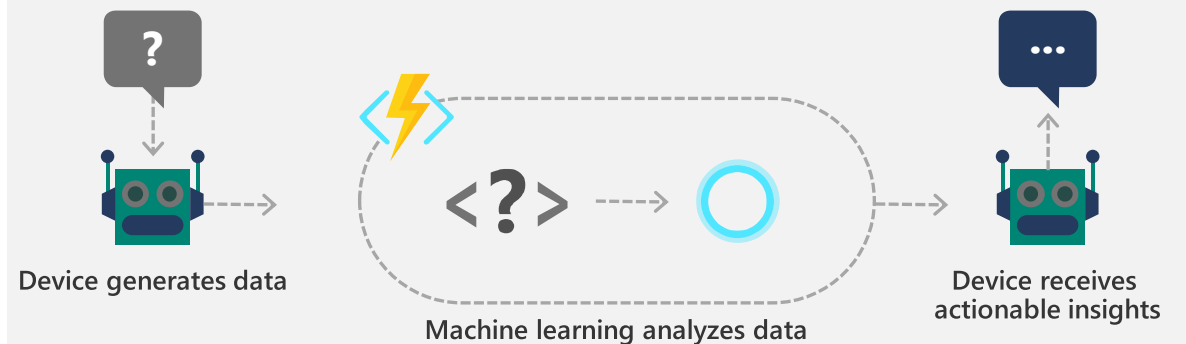 ?
...
<?>
Device generates data
Machine learning analyzes data
Device receives
actionable insights